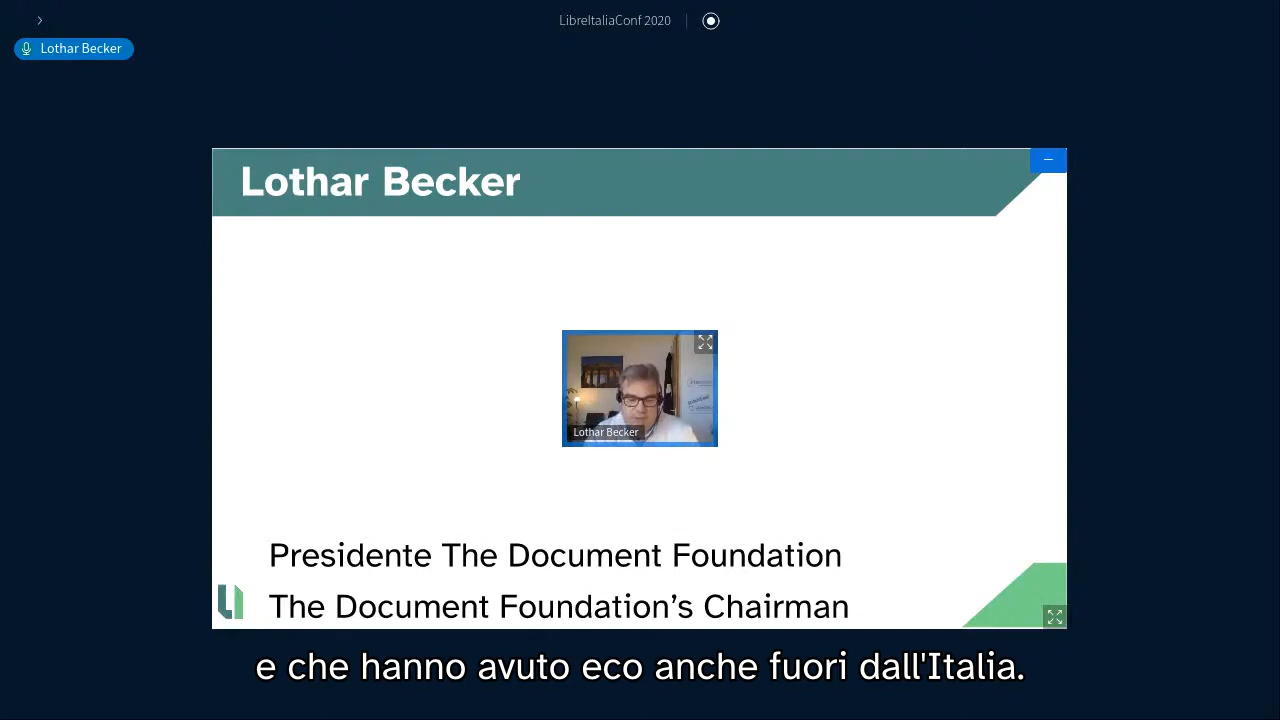 LibreItaliaConf 2020
Lothar Becker
Lothar Becker
Lothar Becker
Presidente The Document Foundation
The Document Foundation’s Chairman
e che hanno avuto eco anche fuori dall'Italia.